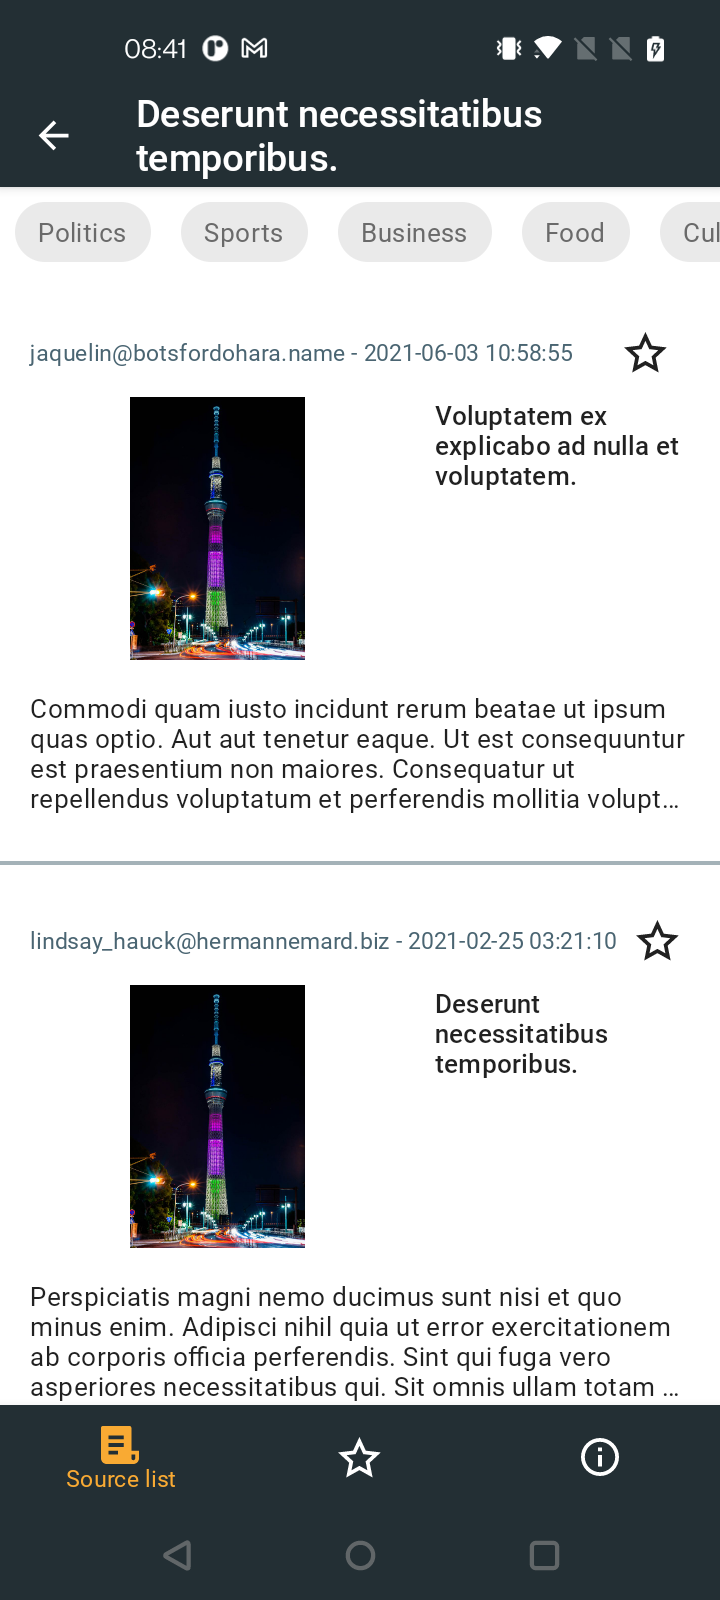 08:41
Deserunt necessitatibus
temporibus.
Politics Sports Business Food Cul
jaquelin@botsfordohara.name - 2021-06-03 10:58:55
Voluptatem ex
explicabo ad nulla et
voluptatem.
Commodi quam iusto incidunt rerum beatae ut ipsum
quas optio. Aut aut tenetur eaque. Ut est consequuntur
est praesentium non maiores. Consequatur ut
repellendus voluptatum et perferendis mollitia volupt…
lindsay_hauck@hermannemard.biz - 2021-02-25 03:21:10
Deserunt
necessitatibus
temporibus.
Perspiciatis magni nemo ducimus sunt nisi et quo
minus enim. Adipisci nihil quia ut error exercitationem
ab corporis officia perferendis. Sint qui fuga vero
asperiores necessitatibus qui. Sit omnis ullam totam …
Source list